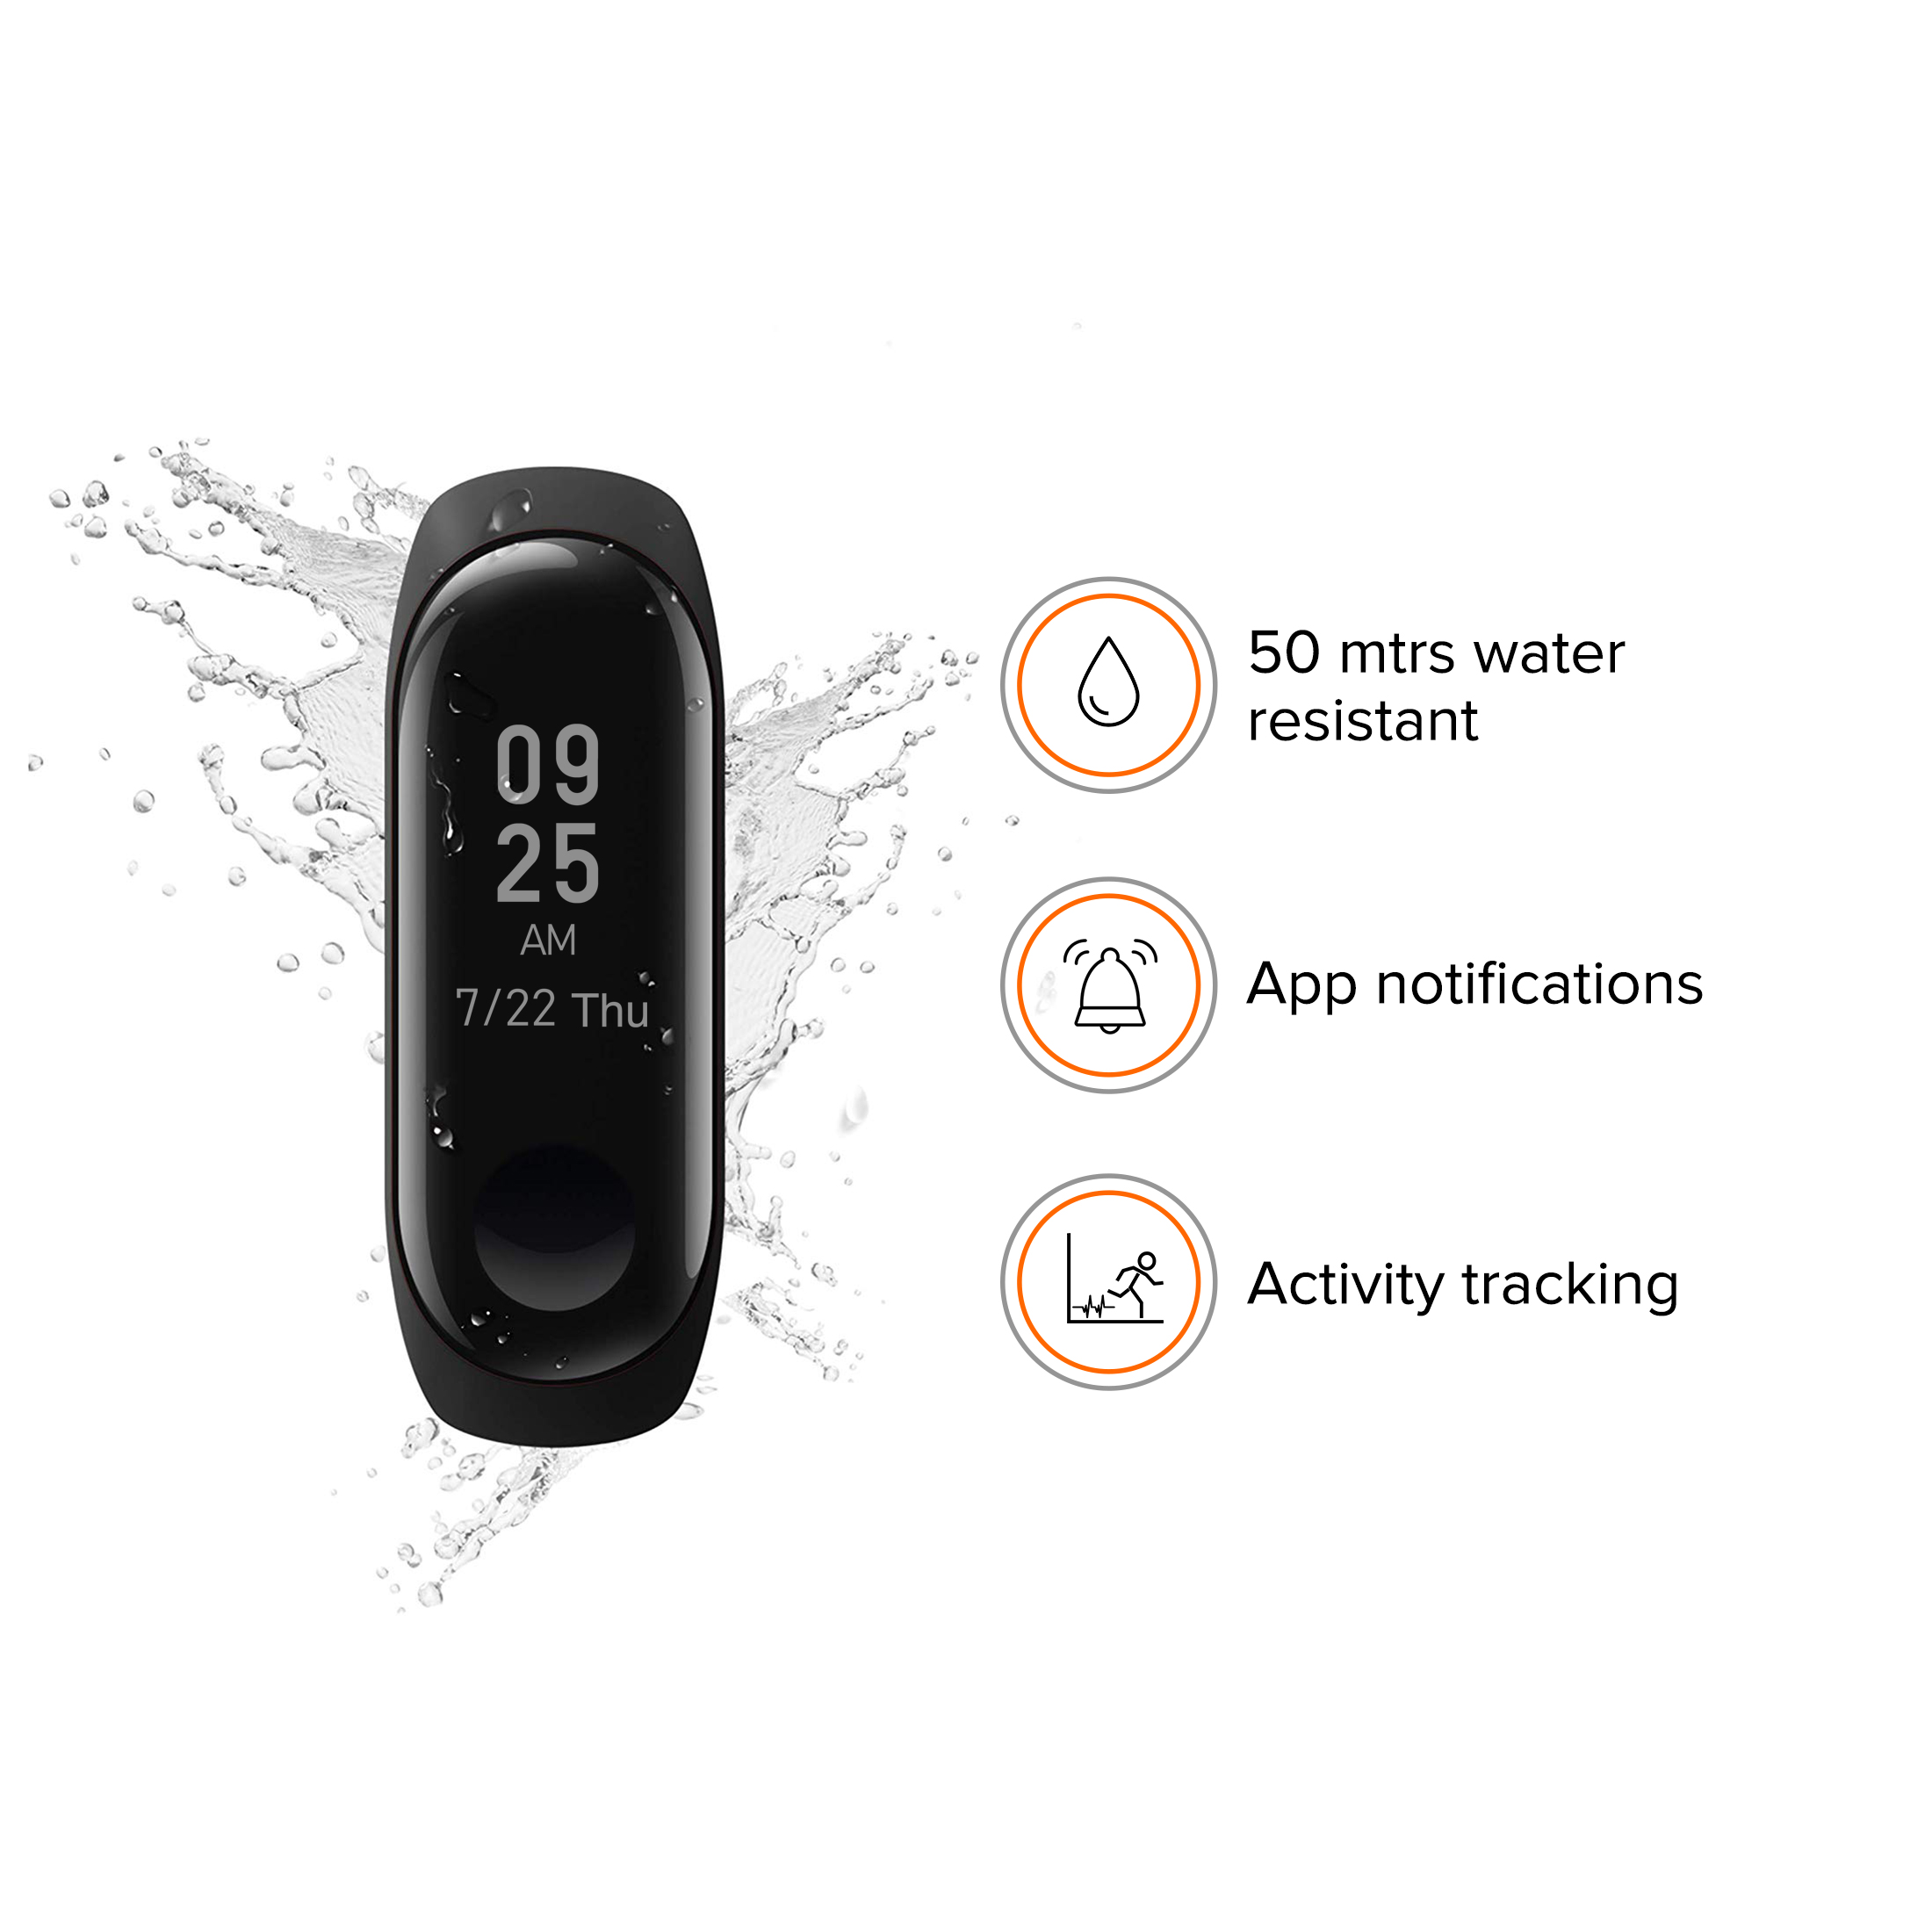 09
25
AM
7/22 Thu
50 mtrs water
resistant
App notifications
Activity tracking